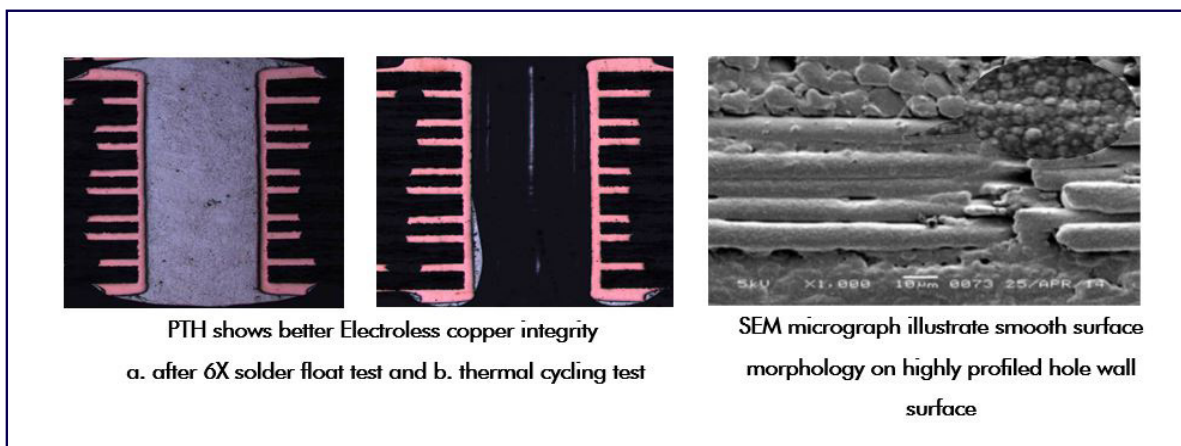 5kV X1,000 10µm 0073 25/APR/14
PTH shows better Electroless copper integrity
a. after 6X solder float test and b. thermal cycling test
SEM micrograph illustrate smooth surface
morphology on highly profiled hole wall
surface